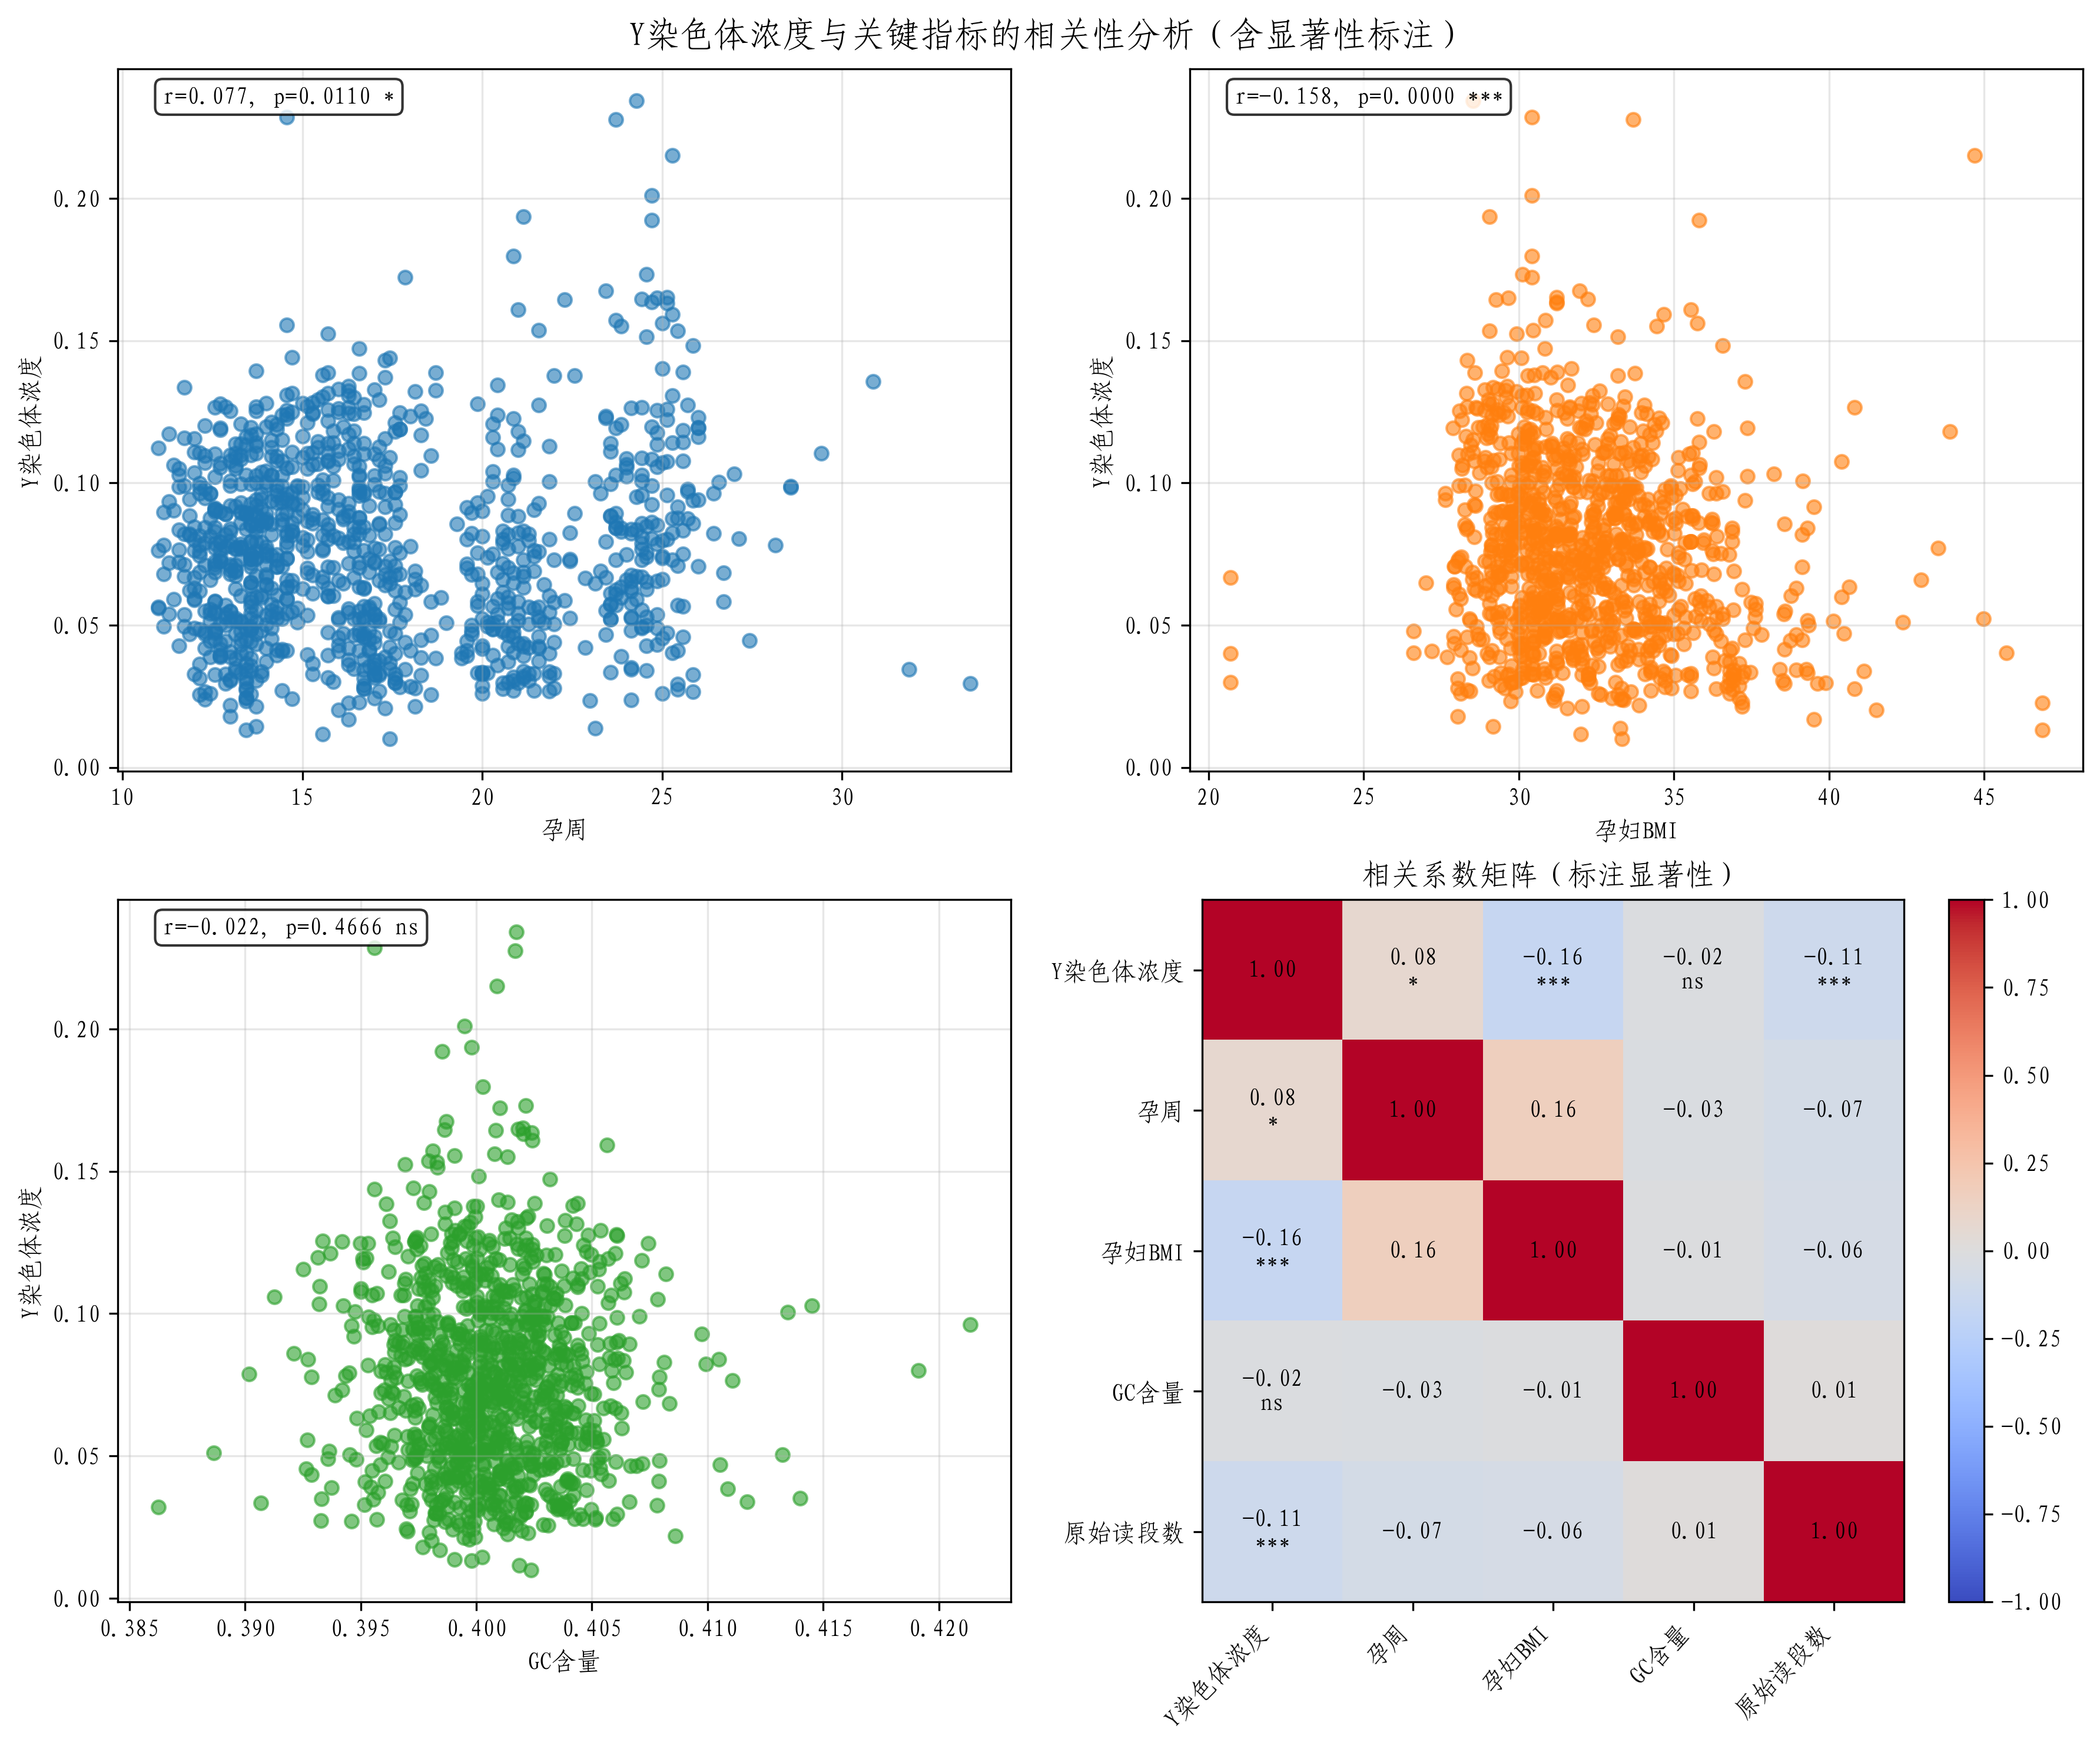 Y染色体浓度与关键指标的相关性分析（含显著性标注）
r=0.077, p=0.0110 *
Y染色体浓度
0.20
0.15
0.10
0.05
0.00
10 15 20 25 30
孕周
r=-0.158, p=0.0000 ***
Y染色体浓度
0.20
0.15
0.10
0.05
0.00
20 25 30 35 40 45
孕妇BMI
r=-0.022, p=0.4666 ns
Y染色体浓度
0.20
0.15
0.10
0.05
0.00
0.385 0.390 0.395 0.400 0.405 0.410 0.415 0.420
GC含量
相关系数矩阵（标注显著性）
Y染色体浓度 1.00 0.08 -0.16 -0.02 -0.11
* *** ns ***
孕周 0.08 1.00 0.16 -0.03 -0.07
*
孕妇BMI -0.16 0.16 1.00 -0.01 -0.06
***
GC含量 -0.02 -0.03 -0.01 1.00 0.01
ns
原始读段数 -0.11 -0.07 -0.06 0.01 1.00
***
Y染色体浓度 孕周 孕妇BMI GC含量 原始读段数
1.00
0.75
0.50
0.25
0.00
-0.25
-0.50
-0.75
-1.00